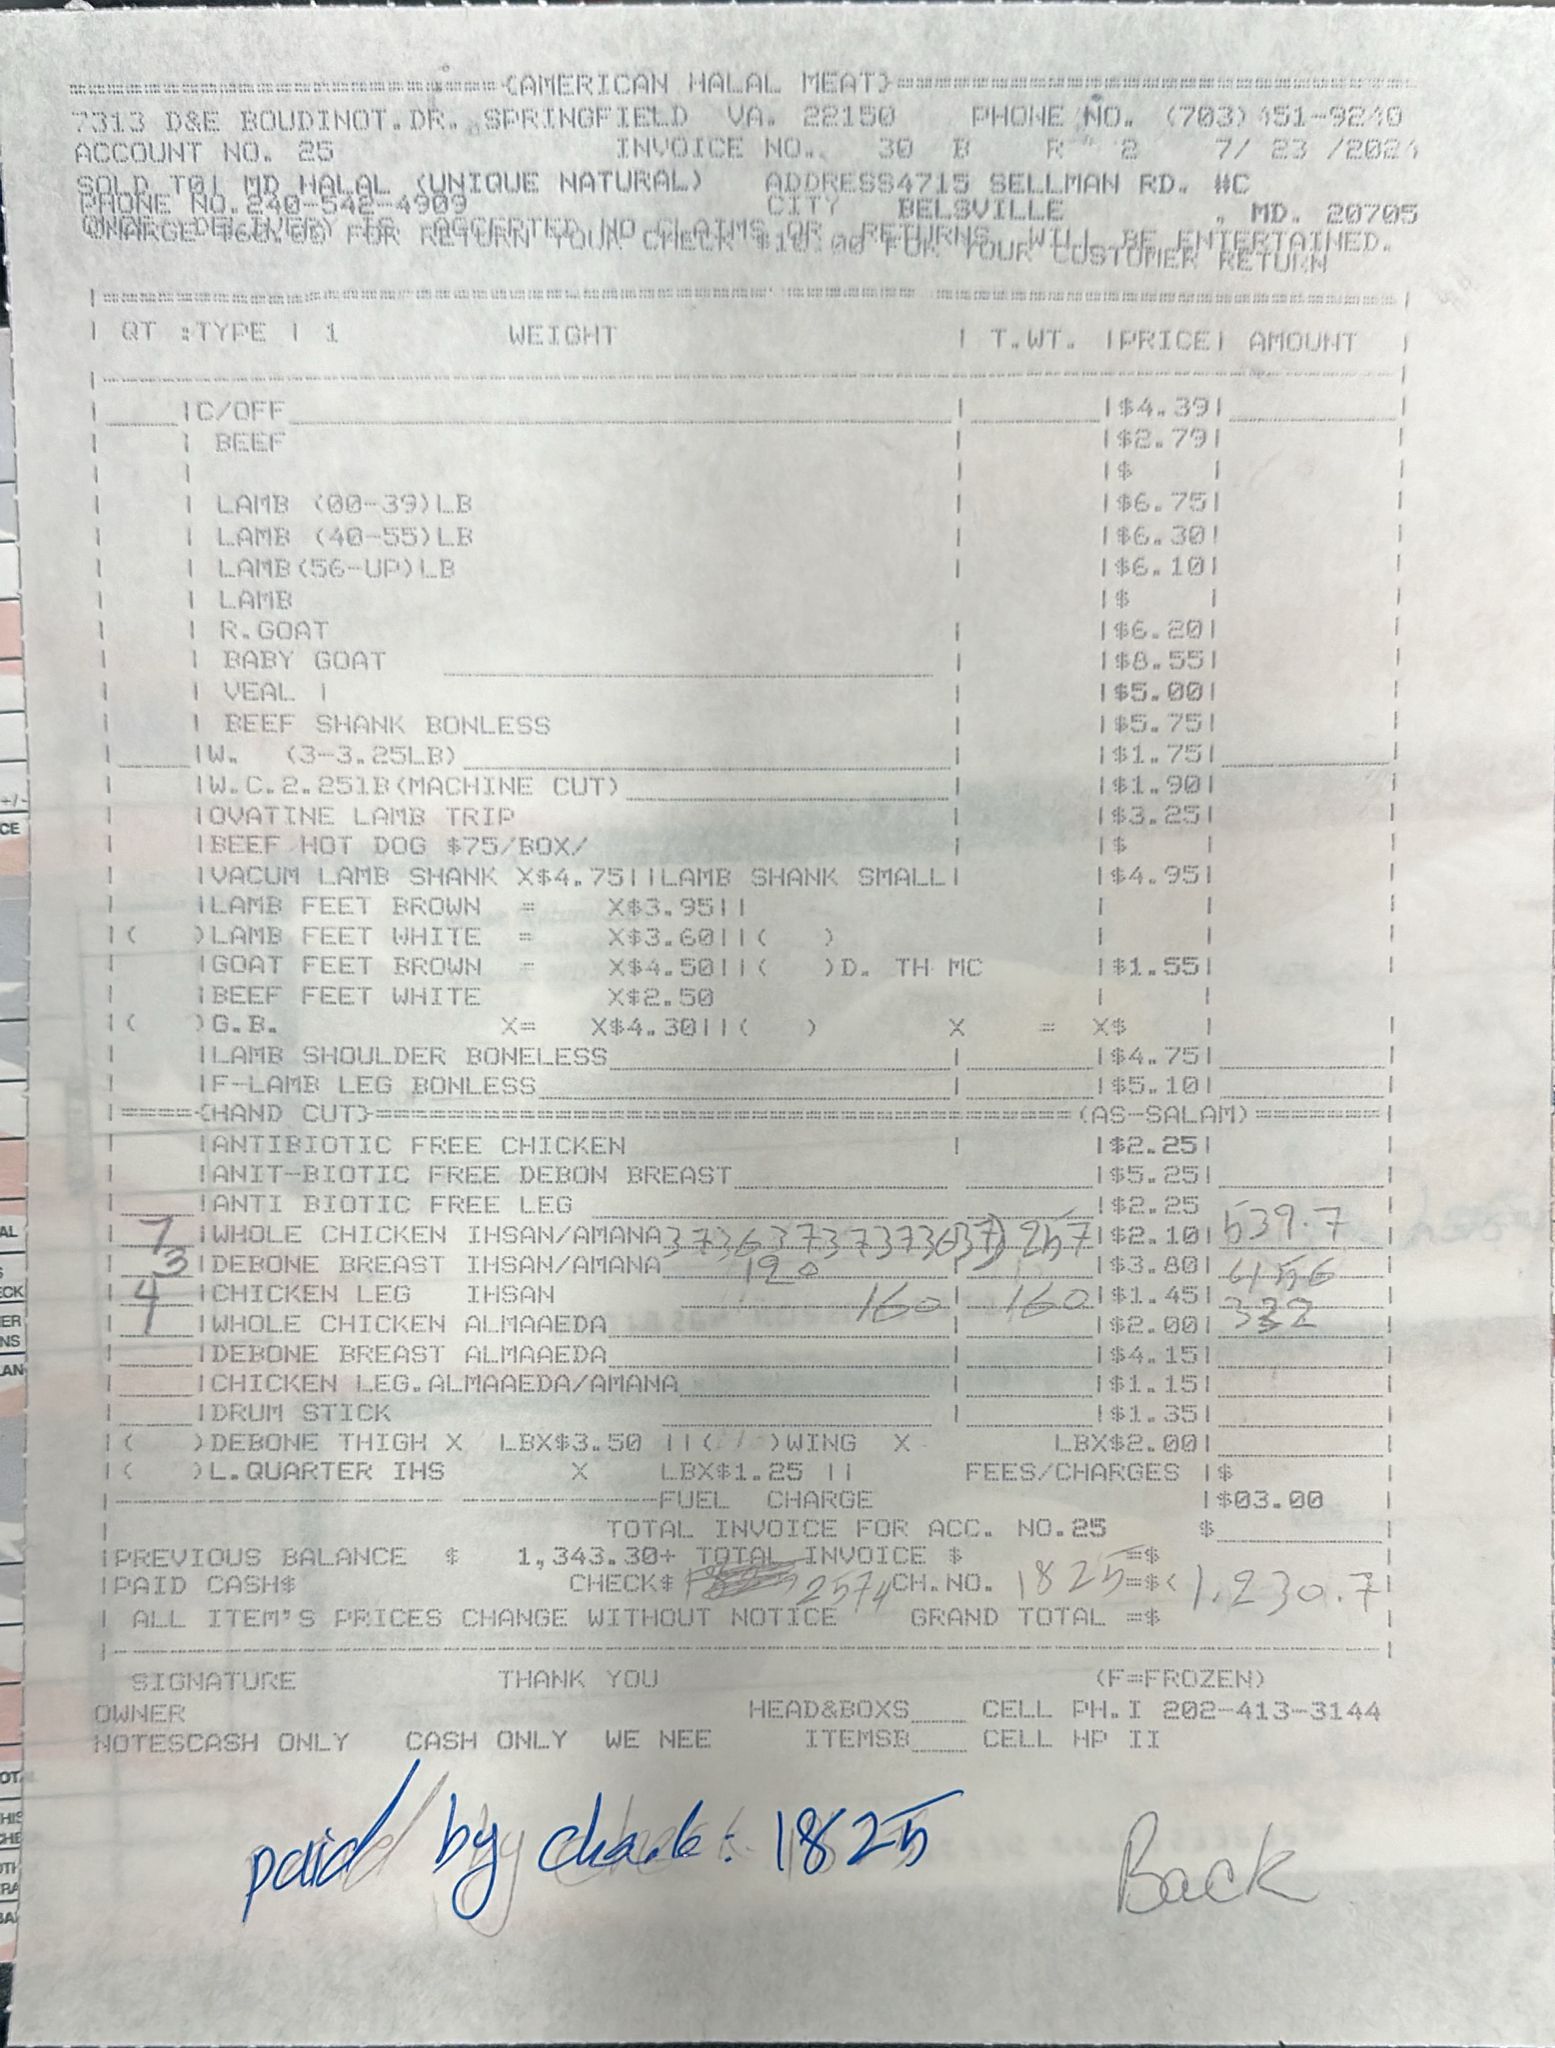 {AMERICAN HALAL MEAT}
7313 D&E BOUDINOT.DR. SPRINGFIELD VA. 22150 PHONE NO. (703)451-9240
ACCOUNT NO. 25 INVOICE NO.. 30 B R 2 7/ 23 /2024
SOLD TO| MD HALAL (UNIQUE NATURAL) ADDRESS4715 SELLMAN RD. #C
PHONE NO.240-542-4909 CITY BELSVILLE , MD. 20705
ONCE DELIVERY IS ACCEPTED NO CLAIMS OR RETURNS WILL BE ENTERTAINED.
CHARGE FOR RETURN YOUR CHECK FOR YOUR CUSTOMER RETURN
| QT :TYPE | 1 WEIGHT | T.WT. |PRICE| AMOUNT |
|C/OFF | |$4.39|
| BEEF | |$2.79|
|$ |
| LAMB (00-39)LB | |$6.75|
| LAMB (40-55)LB | |$6.30|
| LAMB(56-UP)LB | |$6.10|
| LAMB |$ |
| R.GOAT | |$6.20|
| BABY GOAT | |$8.55|
| VEAL | | |$5.00|
| BEEF SHANK BONLESS | |$5.75|
|W. (3-3.25LB) | |$1.75|
|W.C.2.251B(MACHINE CUT) | |$1.90|
|OVATINE LAMB TRIP | |$3.25|
|BEEF HOT DOG $75/BOX/ | |$ |
|VACUM LAMB SHANK X$4.75||LAMB SHANK SMALL| |$4.95|
|LAMB FEET BROWN = X$3.95||
|( )LAMB FEET WHITE = X$3.60||( )
|GOAT FEET BROWN = X$4.50||( )D. TH MC |$1.55|
|BEEF FEET WHITE X$2.50
|( )G.B. X= X$4.30||( ) X = X$ |
|LAMB SHOULDER BONELESS | |$4.75|
|F-LAMB LEG BONLESS | |$5.10|
|=====(HAND CUT)=====(AS-SALAM)=====|
|ANTIBIOTIC FREE CHICKEN | |$2.25|
|ANIT-BIOTIC FREE DEBON BREAST |$5.25|
|ANTI BIOTIC FREE LEG |$2.25
7 |WHOLE CHICKEN IHSAN/AMANA 37 36 37 37 37 36 37 257 |$2.10| 539.7
3 |DEBONE BREAST IHSAN/AMANA 120 |$3.80| 456
4 |CHICKEN LEG IHSAN 160 | 160 |$1.45| 232
|WHOLE CHICKEN ALMAAEDA | |$2.00|
|DEBONE BREAST ALMAAEDA | |$4.15|
|CHICKEN LEG.ALMAAEDA/AMANA | |$1.15|
|DRUM STICK | |$1.35|
|( )DEBONE THIGH X LBX$3.50 ||( )WING X LBX$2.00|
|( )L.QUARTER IHS X LBX$1.25 || FEES/CHARGES |$
FUEL CHARGE |$03.00
TOTAL INVOICE FOR ACC. NO.25 $
|PREVIOUS BALANCE $ 1,343.30+ TOTAL INVOICE $ =$
|PAID CASH$ CHECK$ 2574 CH.NO. 1825 =$< 1,230.7
| ALL ITEM'S PRICES CHANGE WITHOUT NOTICE GRAND TOTAL =$
SIGNATURE THANK YOU (F=FROZEN)
OWNER HEAD&BOXS CELL PH.I 202-413-3144
NOTESCASH ONLY CASH ONLY WE NEE ITEMSB CELL HP II
paid by check: 1825
Back